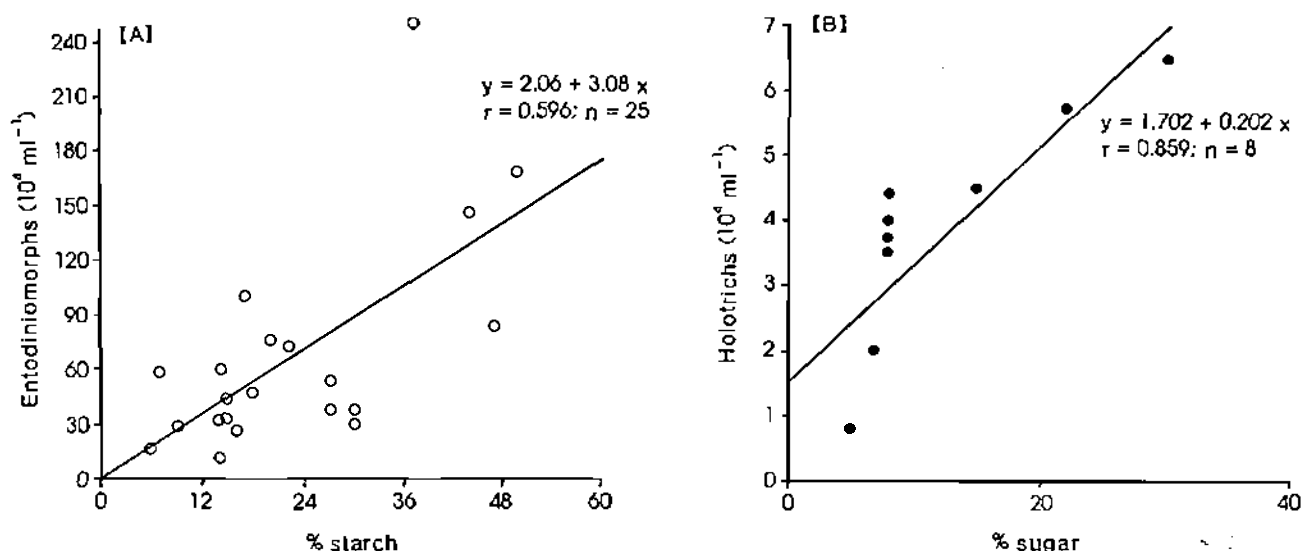 [A]
240
210
180
150
120
90
60
30
0
Entodiniomorphs (10⁴ ml⁻¹)
y = 2.06 + 3.08 x
r = 0.596; n = 25
0 12 24 36 48 60
% starch
[B]
7
6
5
4
3
2
1
0
Holotrichs (10⁴ ml⁻¹)
y = 1.702 + 0.202 x
r = 0.859; n = 8
0 20 40
% sugar